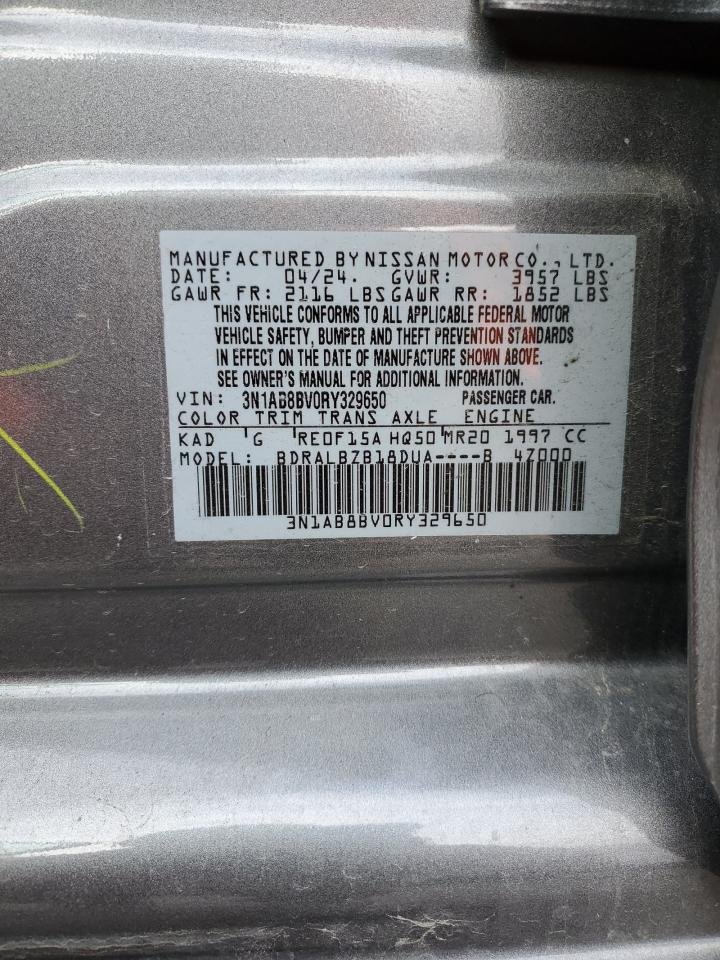 MANUFACTURED BY NISSAN MOTOR CO., LTD.
DATE: 04/24. GVWR: 3957 LBS
GAWR FR: 2116 LBS GAWR RR: 1852 LBS
THIS VEHICLE CONFORMS TO ALL APPLICABLE FEDERAL MOTOR
VEHICLE SAFETY, BUMPER AND THEFT PREVENTION STANDARDS
IN EFFECT ON THE DATE OF MANUFACTURE SHOWN ABOVE.
SEE OWNER'S MANUAL FOR ADDITIONAL INFORMATION.
VIN: 3N1AB8BV0RY329650 PASSENGER CAR.
COLOR TRIM TRANS AXLE ENGINE
KAD G RE0F15A HQ50 MR20 1997 CC
MODEL: BDRALBZB18DUA----B 4Z000
3N1AB8BV0RY329650